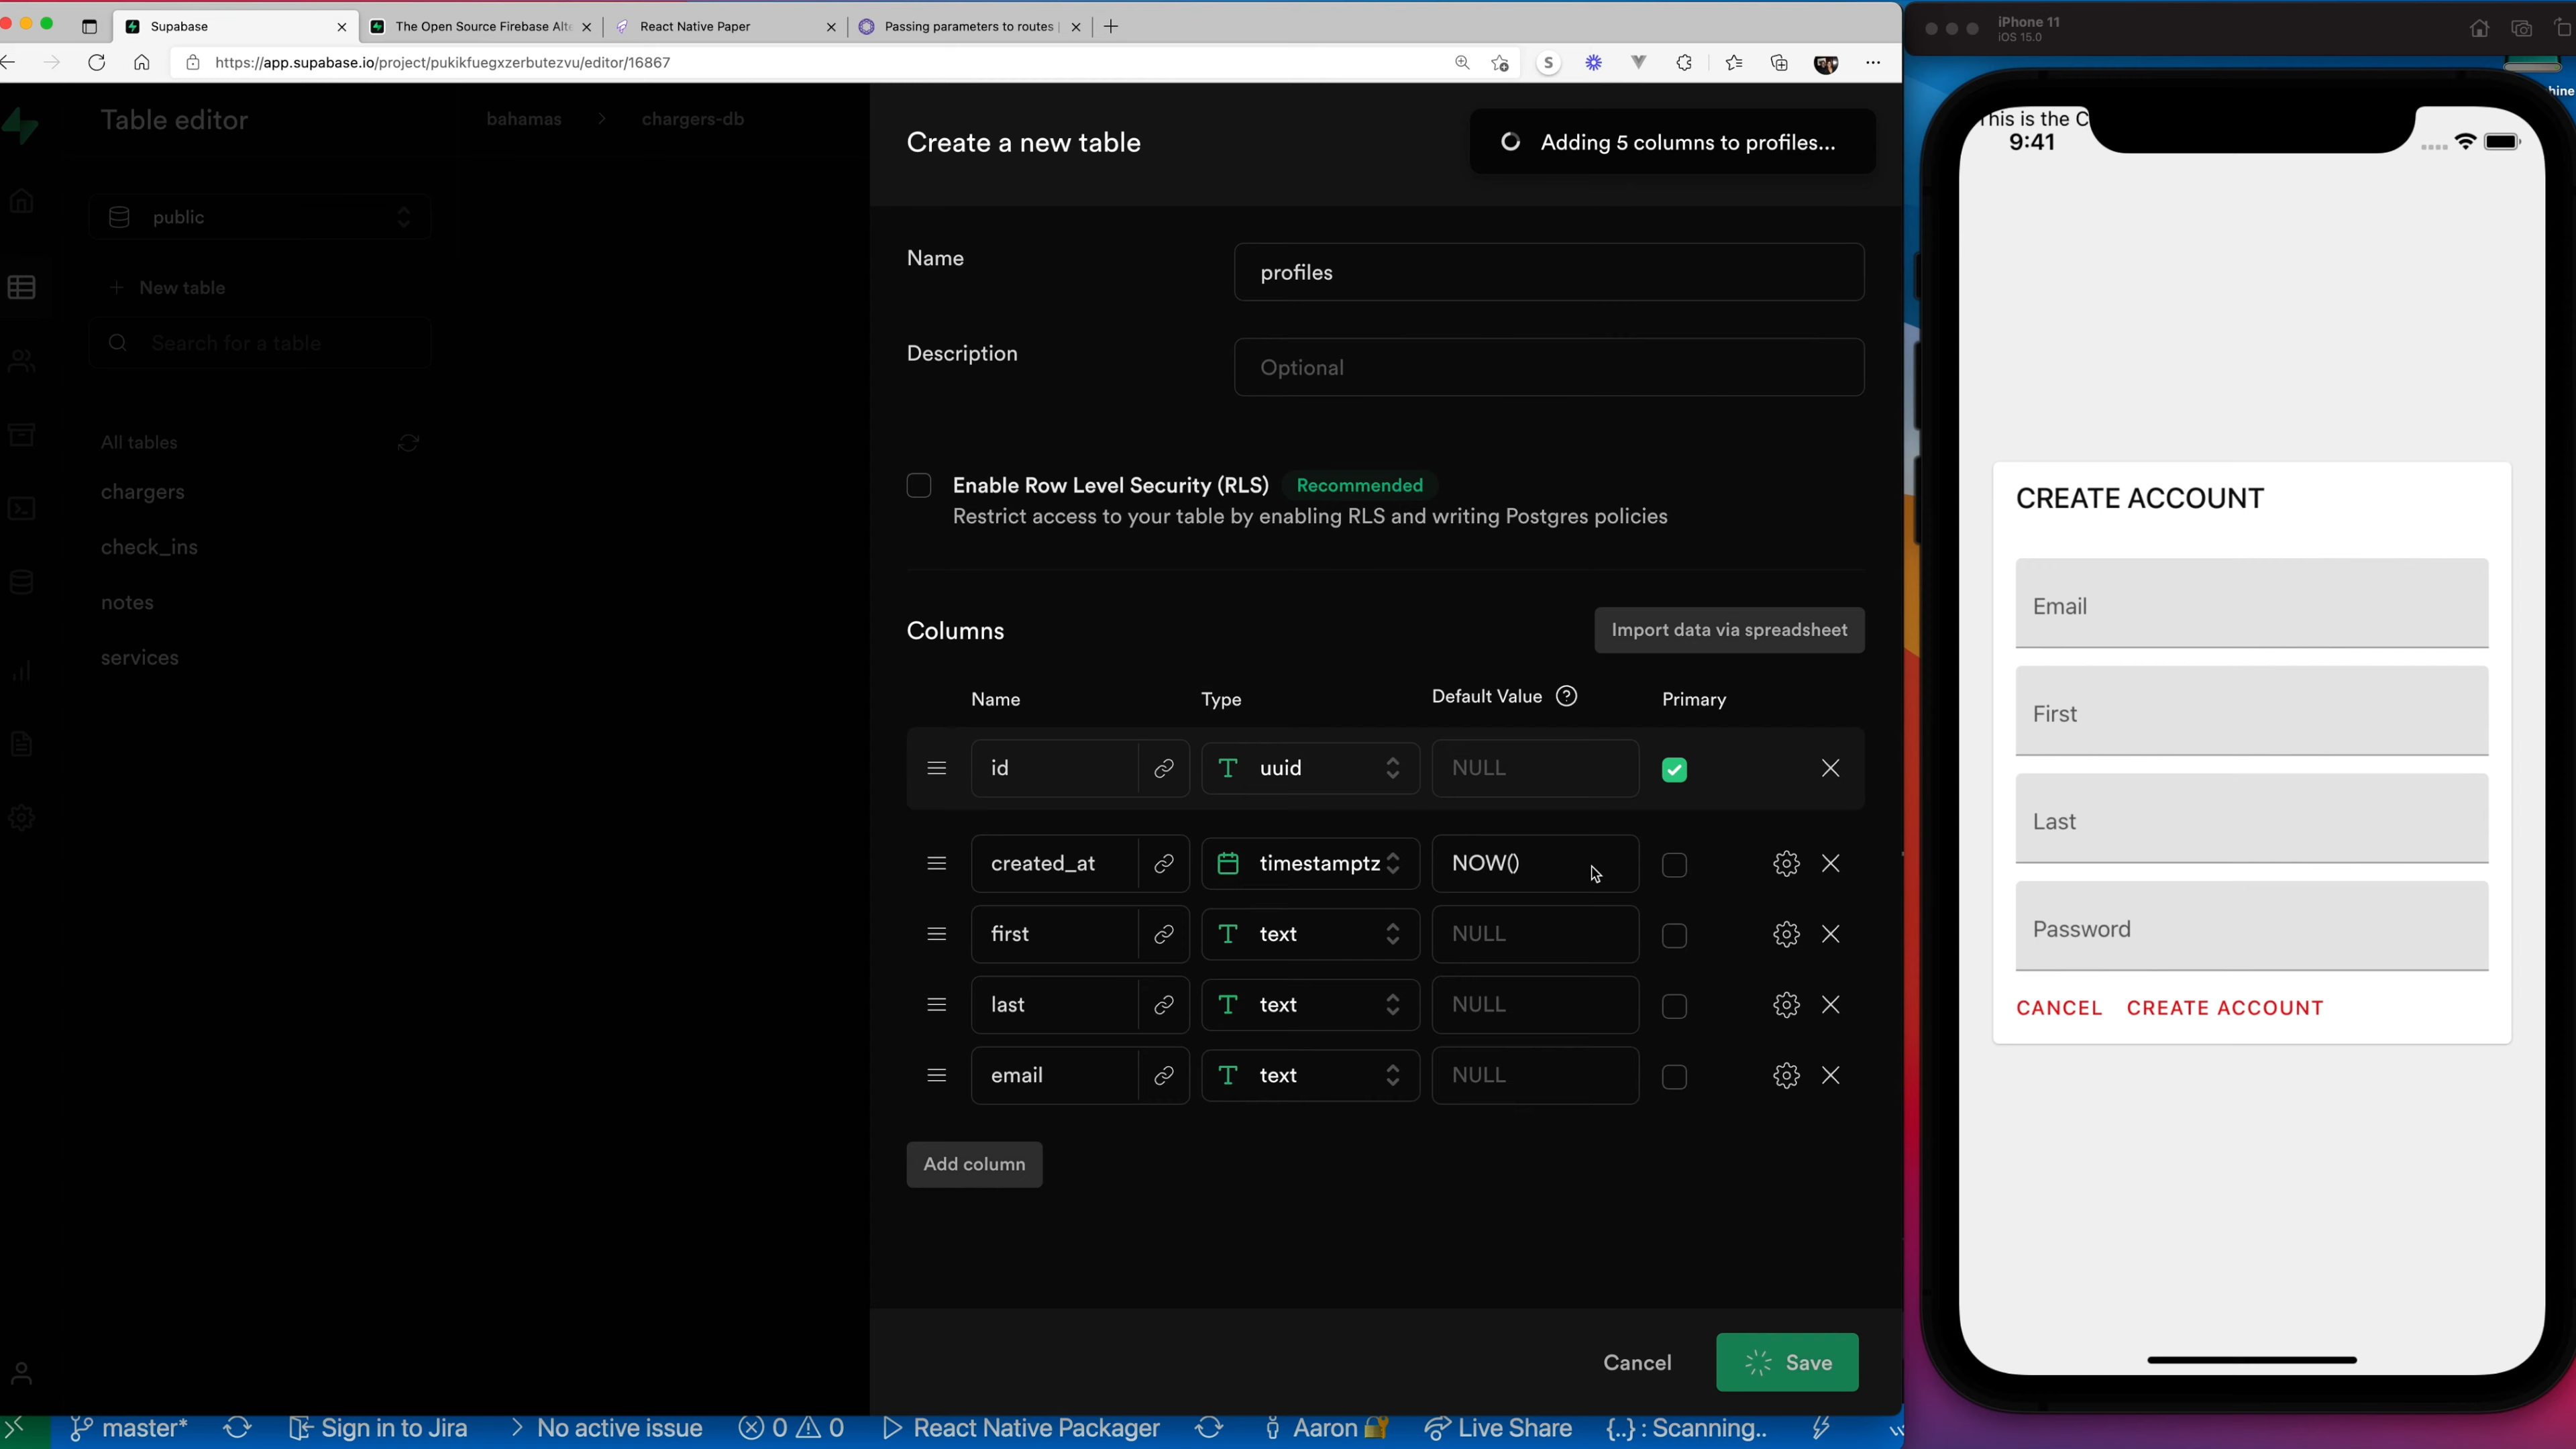 Supabase
The Open Source Firebase Alte
React Native Paper
Passing parameters to routes
https://app.supabase.io/project/pukikfuegxzerbutezvu/editor/16867
S
Table editor
bahamas > chargers-db
public
+ New table
Search for a table
All tables
chargers
check_ins
notes
services
Create a new table
Adding 5 columns to profiles...
Name
profiles
Description
Optional
Enable Row Level Security (RLS) Recommended
Restrict access to your table by enabling RLS and writing Postgres policies
Columns
Import data via spreadsheet
Name Type Default Value ? Primary
id T uuid NULL
created_at timestamptz NOW()
first T text NULL
last T text NULL
email T text NULL
Add column
Cancel Save
master* Sign in to Jira > No active issue 0 0 React Native Packager Aaron Live Share {..} : Scanning..
iPhone 11
iOS 15.0
hine
This is the C
9:41
CREATE ACCOUNT
Email
First
Last
Password
CANCEL CREATE ACCOUNT